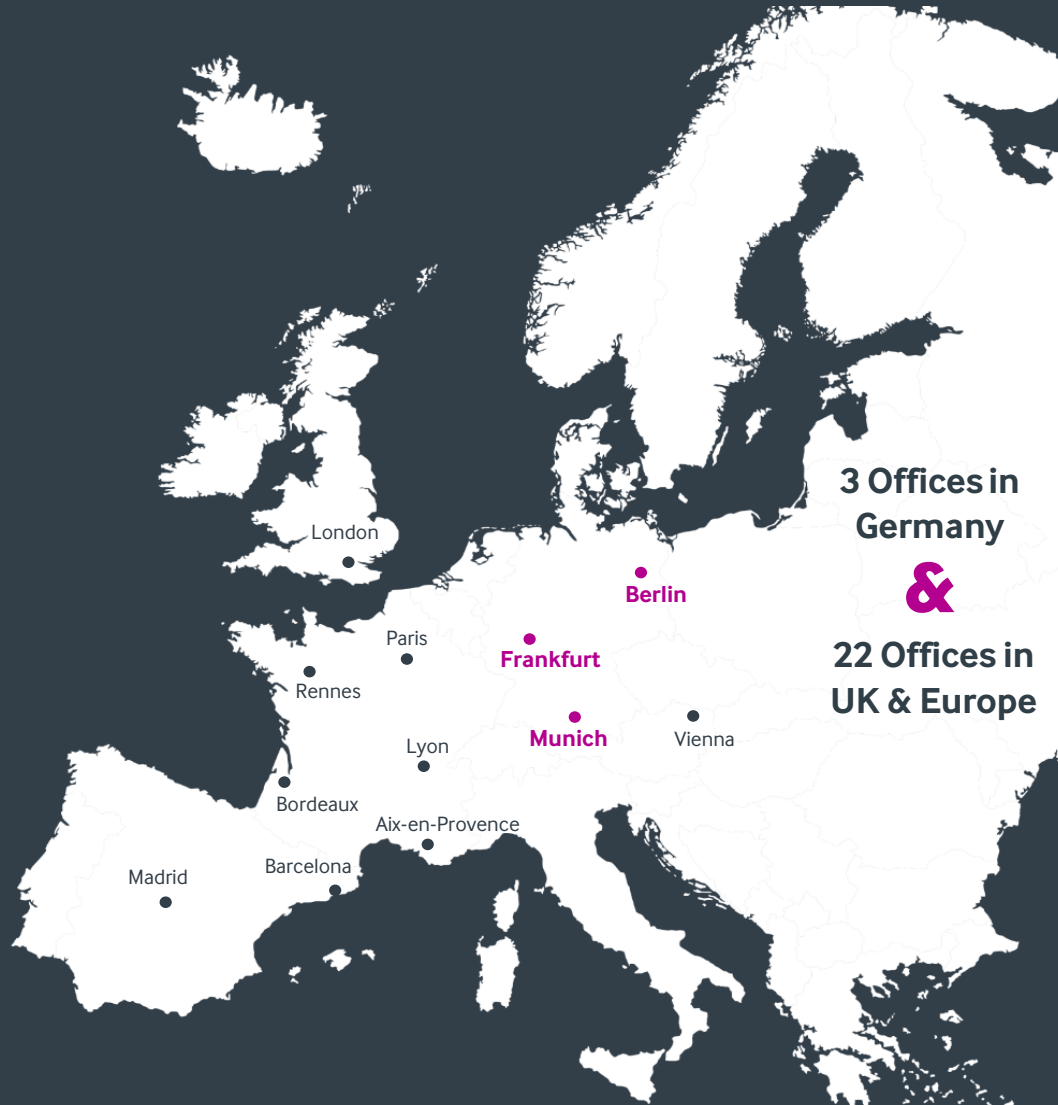 London
3 Offices in
Germany
&
22 Offices in
UK & Europe
Berlin
Paris
Frankfurt
Rennes
Munich
Vienna
Lyon
Bordeaux
Aix-en-Provence
Barcelona
Madrid